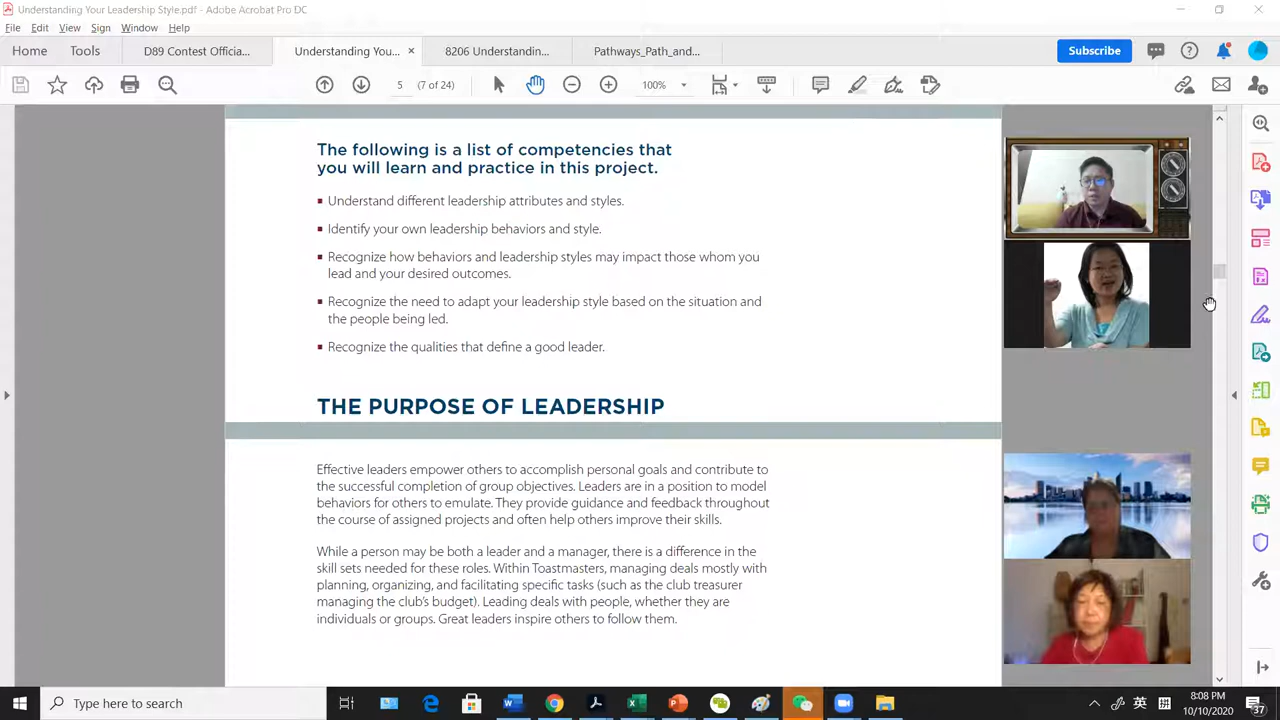 Understanding Your Leadership Style.pdf - Adobe Acrobat Pro DC
File Edit View Sign Window Help
Home Tools D89 Contest Officia... Understanding You... × 8206 Understandin... Pathways_Path_and... Subscribe
5 (7 of 24) 100%
The following is a list of competencies that
you will learn and practice in this project.
▪ Understand different leadership attributes and styles.
▪ Identify your own leadership behaviors and style.
▪ Recognize how behaviors and leadership styles may impact those whom you
lead and your desired outcomes.
▪ Recognize the need to adapt your leadership style based on the situation and
the people being led.
▪ Recognize the qualities that define a good leader.
THE PURPOSE OF LEADERSHIP
Effective leaders empower others to accomplish personal goals and contribute to
the successful completion of group objectives. Leaders are in a position to model
behaviors for others to emulate. They provide guidance and feedback throughout
the course of assigned projects and often help others improve their skills.
While a person may be both a leader and a manager, there is a difference in the
skill sets needed for these roles. Within Toastmasters, managing deals mostly with
planning, organizing, and facilitating specific tasks (such as the club treasurer
managing the club's budget). Leading deals with people, whether they are
individuals or groups. Great leaders inspire others to follow them.
Type here to search
英 拼
8:08 PM
10/10/2020
37